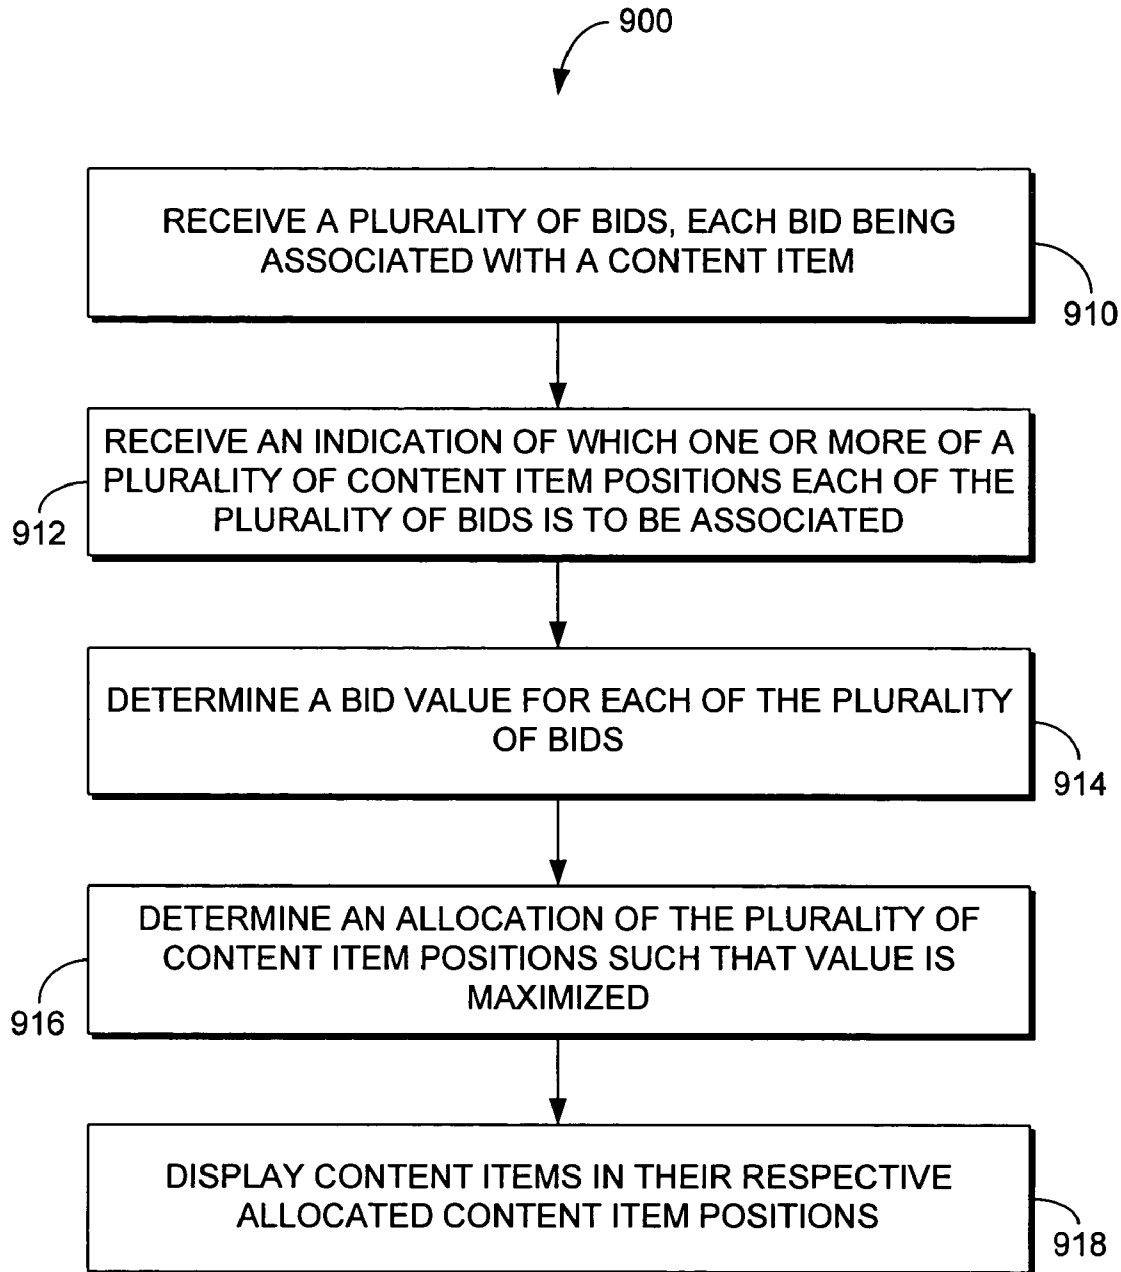 900
RECEIVE A PLURALITY OF BIDS, EACH BID BEING
ASSOCIATED WITH A CONTENT ITEM
910
RECEIVE AN INDICATION OF WHICH ONE OR MORE OF A
PLURALITY OF CONTENT ITEM POSITIONS EACH OF THE
PLURALITY OF BIDS IS TO BE ASSOCIATED
912
DETERMINE A BID VALUE FOR EACH OF THE PLURALITY
OF BIDS
914
DETERMINE AN ALLOCATION OF THE PLURALITY OF
CONTENT ITEM POSITIONS SUCH THAT VALUE IS
MAXIMIZED
916
DISPLAY CONTENT ITEMS IN THEIR RESPECTIVE
ALLOCATED CONTENT ITEM POSITIONS
918